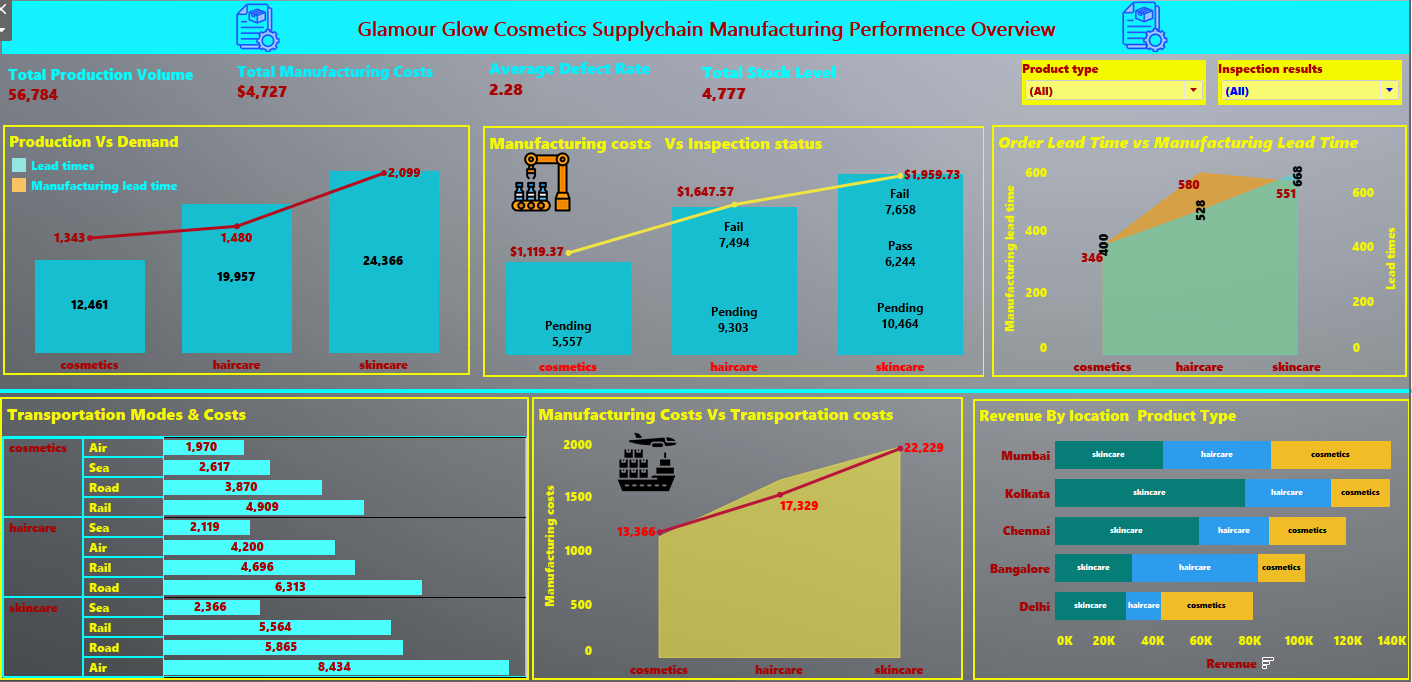 Glamour Glow Cosmetics Supplychain Manufacturing Performence Overview
Total Production Volume
56,784
Total Manufacturing Costs
$4,727
Average Defect Rate
2.28
Total Stock Level
4,777
Product type
(All)
Inspection results
(All)
Production Vs Demand
Lead times
Manufacturing lead time
2,099
1,343
1,480
24,366
19,957
12,461
cosmetics haircare skincare
Manufacturing costs Vs Inspection status
$1,959.73
$1,647.57
$1,119.37
Fail
7,658
Fail
7,494
Pass
6,244
Pending
10,464
Pending
9,303
Pending
5,557
cosmetics haircare skincare
Order Lead Time vs Manufacturing Lead Time
Manufacturing lead time
600
400
200
0
346
400
580
528
668
551
600
400
200
0
Lead times
cosmetics haircare skincare
Transportation Modes & Costs
cosmetics Air 1,970
Sea 2,617
Road 3,870
Rail 4,909
haircare Sea 2,119
Air 4,200
Rail 4,696
Road 6,313
skincare Sea 2,366
Rail 5,564
Road 5,865
Air 8,434
Manufacturing Costs Vs Transportation costs
Manufacturing costs
2000
1500
1000
500
0
22,229
17,329
13,366
cosmetics haircare skincare
Revenue By location Product Type
Mumbai skincare haircare cosmetics
Kolkata skincare haircare cosmetics
Chennai skincare haircare cosmetics
Bangalore skincare haircare cosmetics
Delhi skincare haircare cosmetics
0K 20K 40K 60K 80K 100K 120K 140K
Revenue